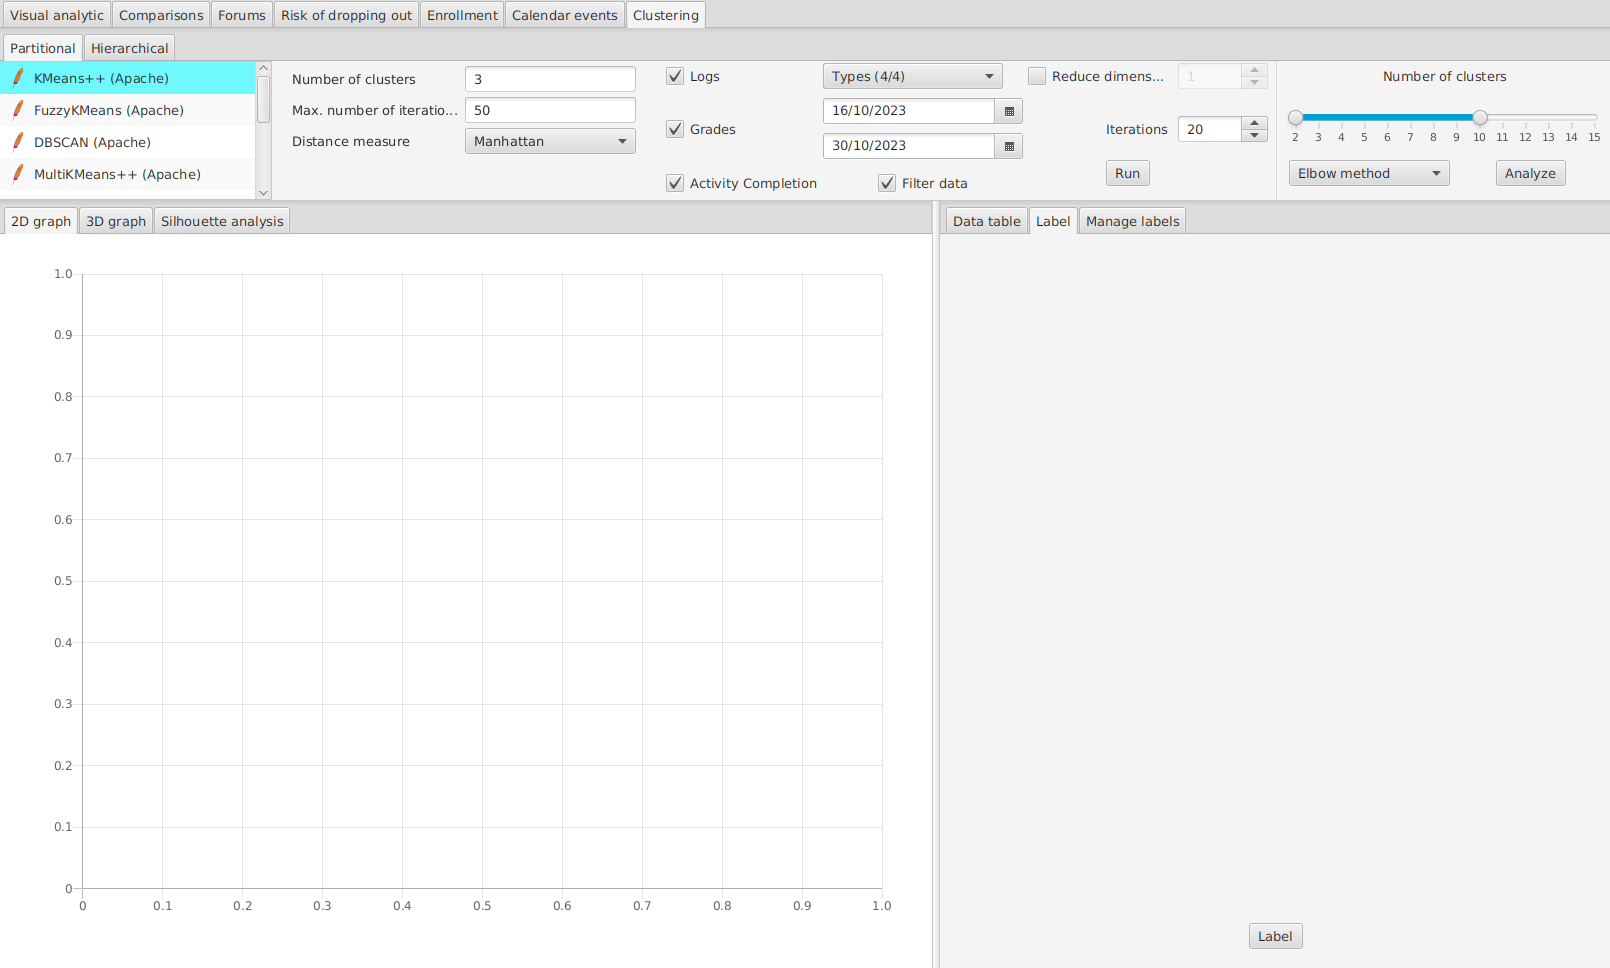 Visual analytic Comparisons Forums Risk of dropping out Enrollment Calendar events Clustering
Partitional Hierarchical
KMeans++ (Apache)
FuzzyKMeans (Apache)
DBSCAN (Apache)
MultiKMeans++ (Apache)
Number of clusters 3
Max. number of iteratio... 50
Distance measure Manhattan
Logs Types (4/4)
Grades 16/10/2023
30/10/2023
Activity Completion Filter data
Reduce dimens... 1
Iterations 20
Run
Number of clusters
2 3 4 5 6 7 8 9 10 11 12 13 14 15
Elbow method Analyze
2D graph 3D graph Silhouette analysis
1.0
0.9
0.8
0.7
0.6
0.5
0.4
0.3
0.2
0.1
0
0 0.1 0.2 0.3 0.4 0.5 0.6 0.7 0.8 0.9 1.0
Data table Label Manage labels
Label